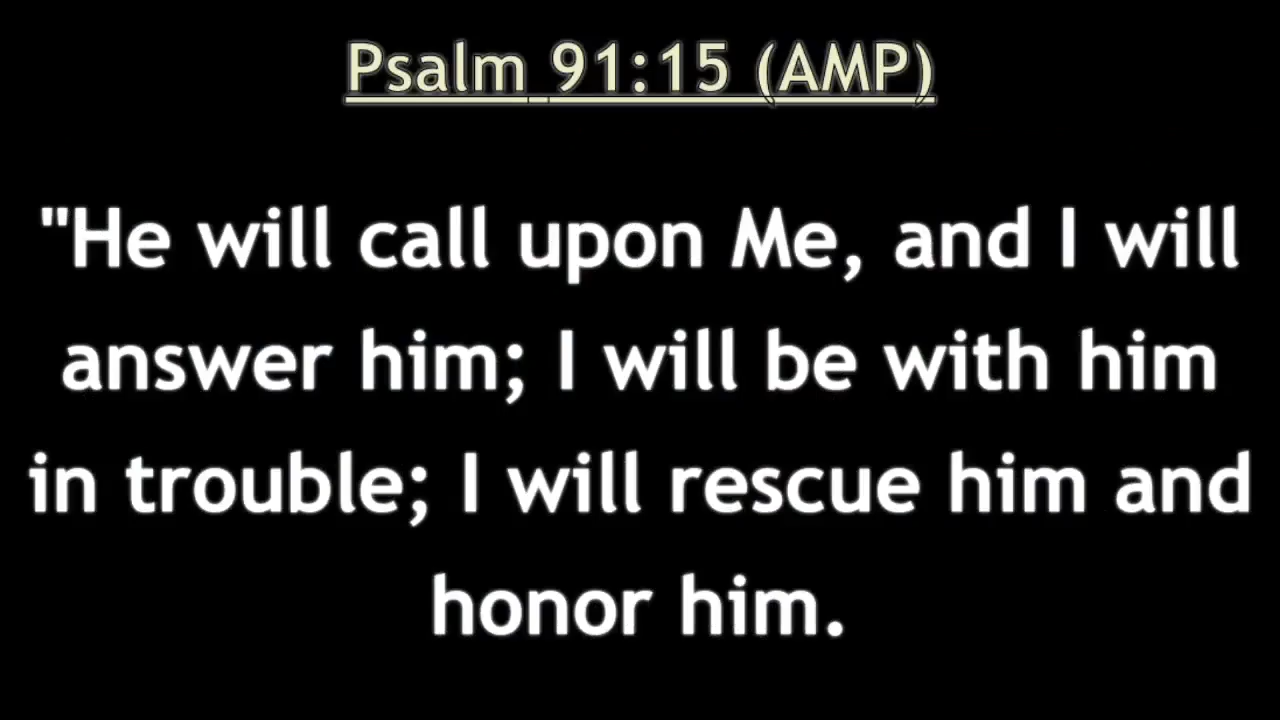 Psalm 91:15 (AMP)
"He will call upon Me, and I will
answer him; I will be with him
in trouble; I will rescue him and
honor him.